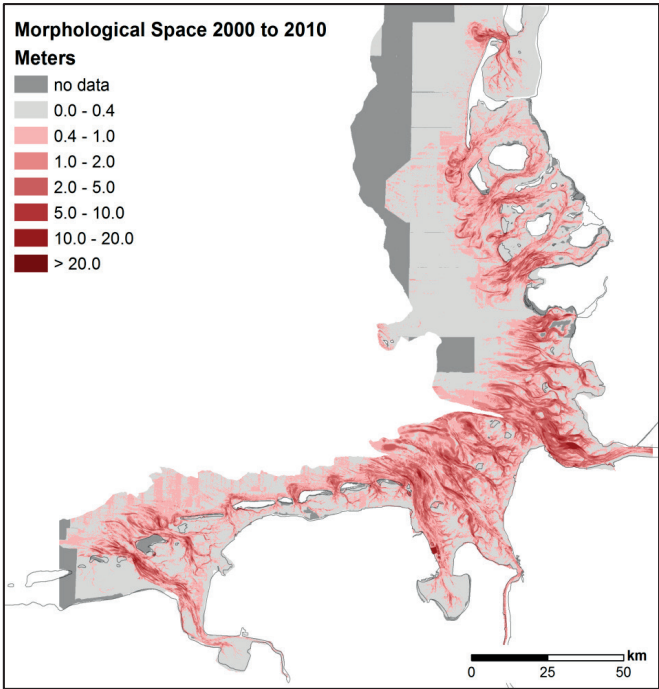 Morphological Space 2000 to 2010
Meters
no data
0.0 - 0.4
0.4 - 1.0
1.0 - 2.0
2.0 - 5.0
5.0 - 10.0
10.0 - 20.0
> 20.0
km
0 25 50